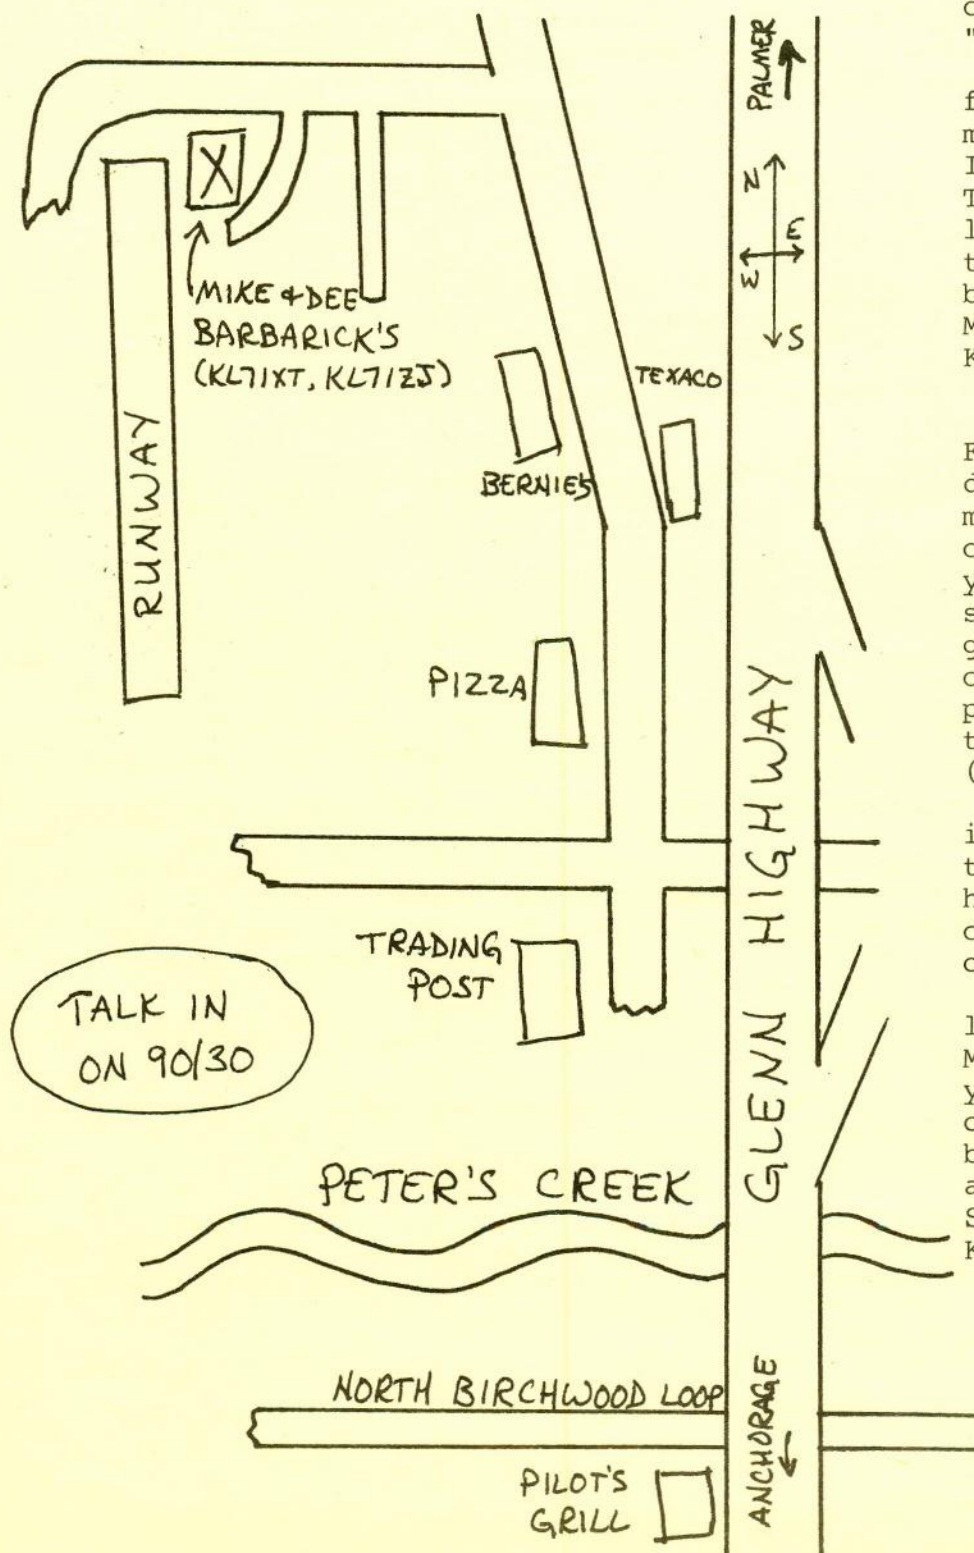 PALMER
N
W E
S
MIKE & DEE
BARBARICK'S
(KL7IXT, KL7IZJ)
RUNWAY
TEXACO
BERNIE'S
PIZZA
GLENN HIGHWAY
TRADING
POST
TALK IN
ON 90/30
PETER'S CREEK
NORTH BIRCHWOOD LOOP
ANCHORAGE
PILOT'S
GRILL